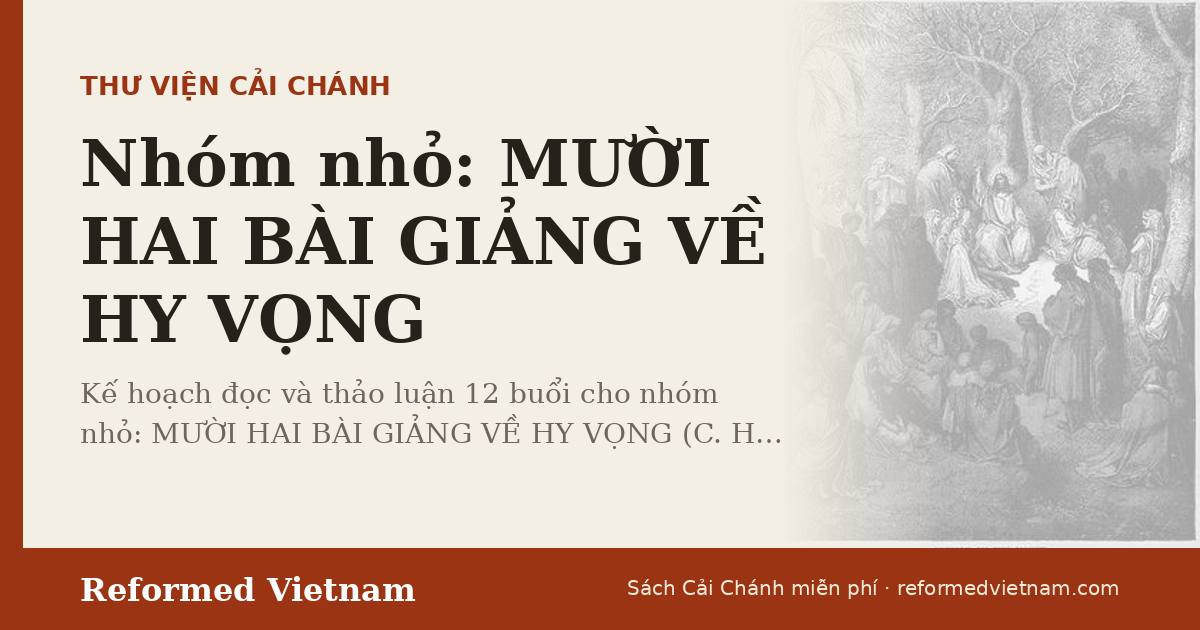 THƯ VIỆN CẢI CHÁNH
Nhóm nhỏ: MƯỜI
HAI BÀI GIẢNG VỀ
HY VỌNG
Kế hoạch đọc và thảo luận 12 buổi cho nhóm
nhỏ: MƯỜI HAI BÀI GIẢNG VỀ HY VỌNG (C. H...
Reformed Vietnam
Sách Cải Chánh miễn phí · reformedvietnam.com